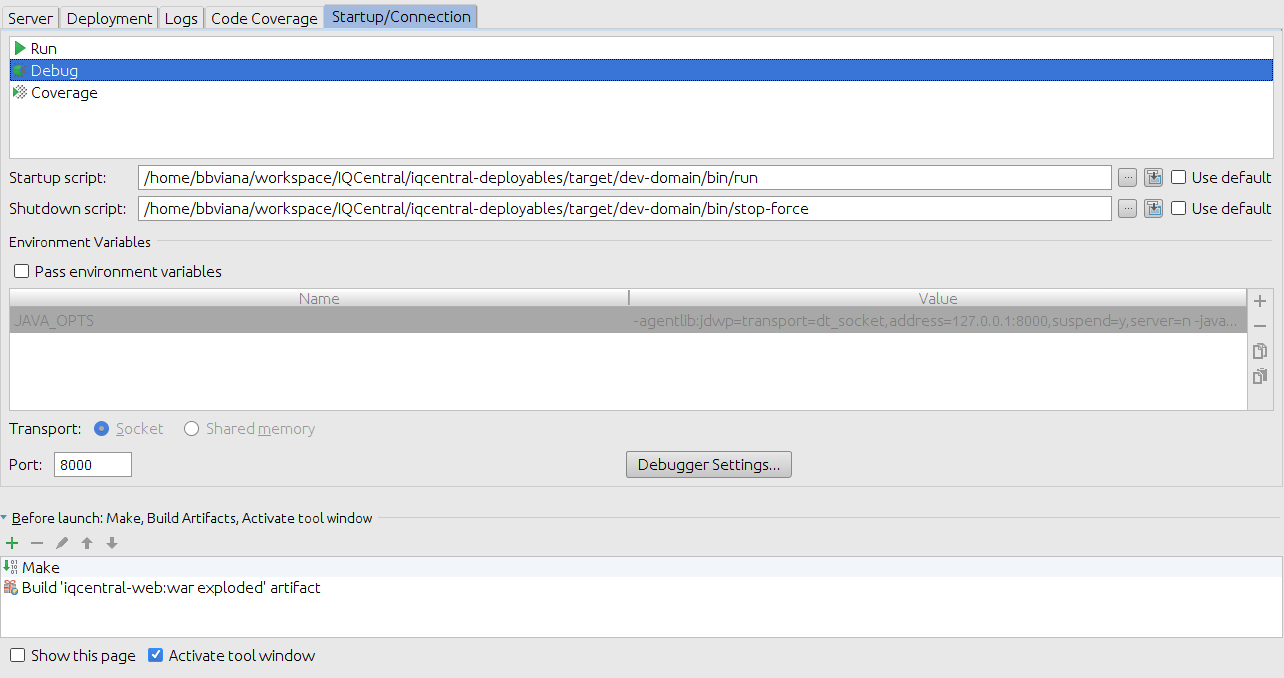 Server Deployment Logs Code Coverage Startup/Connection
Run
Debug
Coverage
Startup script: /home/bbviana/workspace/IQCentral/iqcentral-deployables/target/dev-domain/bin/run ... Use default
Shutdown script: /home/bbviana/workspace/IQCentral/iqcentral-deployables/target/dev-domain/bin/stop-force ... Use default
Environment Variables
Pass environment variables
Name Value
JAVA_OPTS -agentlib:jdwp=transport=dt_socket,address=127.0.0.1:8000,suspend=y,server=n -java...
Transport: Socket Shared memory
Port: 8000 Debugger Settings...
Before launch: Make, Build Artifacts, Activate tool window
Make
Build 'iqcentral-web:war exploded' artifact
Show this page Activate tool window